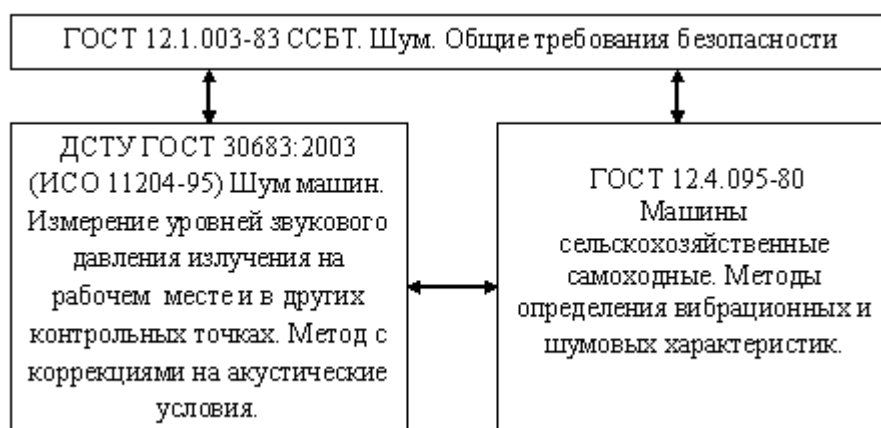 ГОСТ 12.1.003-83 ССБТ. Шум. Общие требования безопасности
ДСТУ ГОСТ 30683:2003
(ИСО 11204-95) Шум машин.
Измерение уровней звукового
давления излучения на
рабочем месте и в других
контрольных точках. Метод с
коррекциями на акустические
условия.
ГОСТ 12.4.095-80
Машины
сельскохозяйственные
самоходные. Методы
определения вибрационных и
шумовых характеристик.